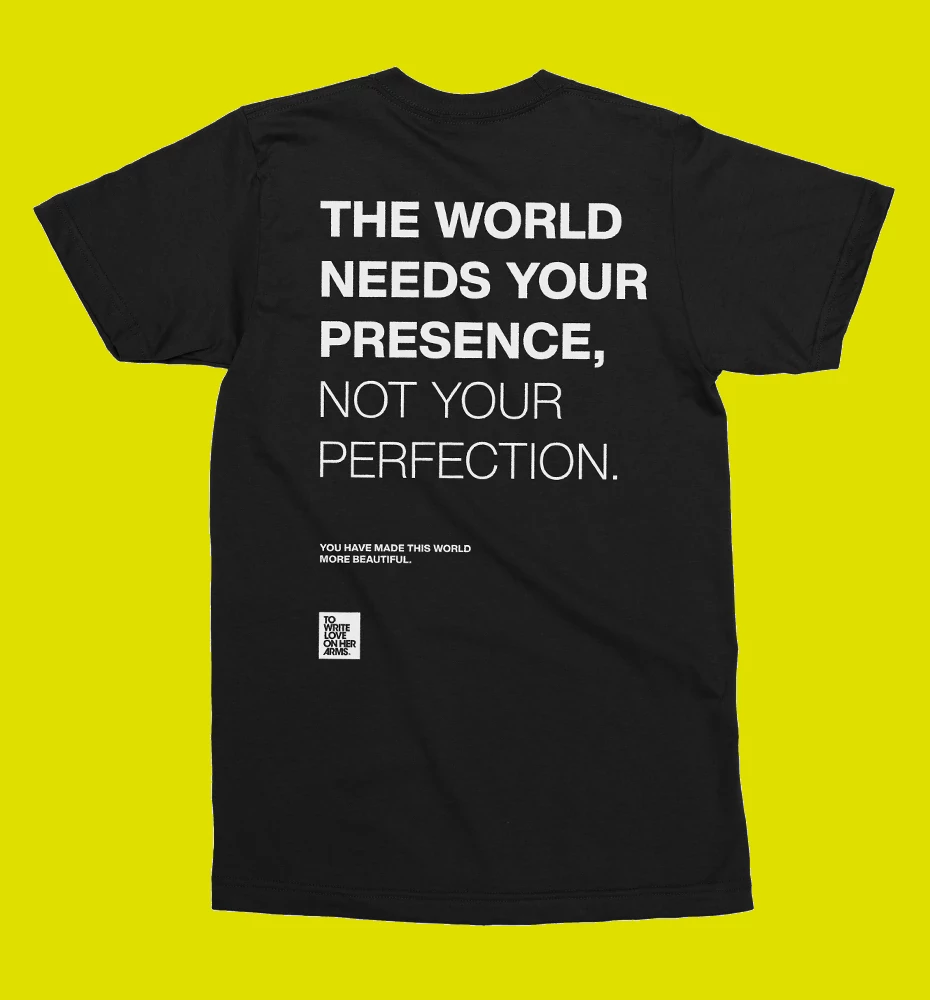 THE WORLD
NEEDS YOUR
PRESENCE,
NOT YOUR
PERFECTION.
YOU HAVE MADE THIS WORLD
MORE BEAUTIFUL.
TO
WRITE
LOVE
ON HER
ARMS.